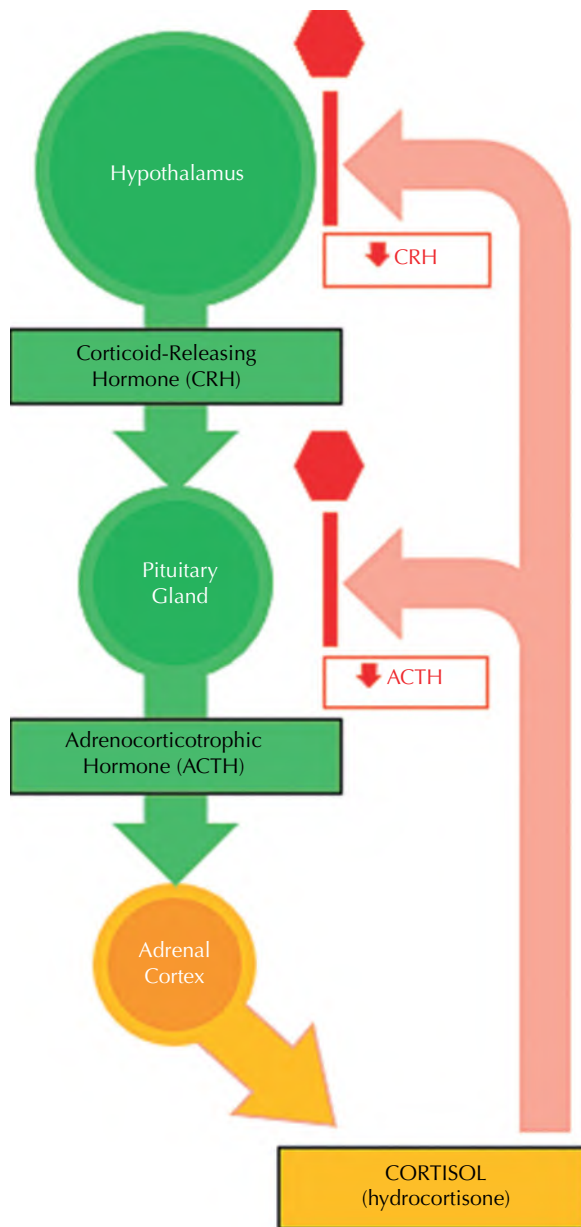 Hypothalamus
CRH
Corticoid-Releasing
Hormone (CRH)
Pituitary
Gland
ACTH
Adrenocorticotrophic
Hormone (ACTH)
Adrenal
Cortex
CORTISOL
(hydrocortisone)